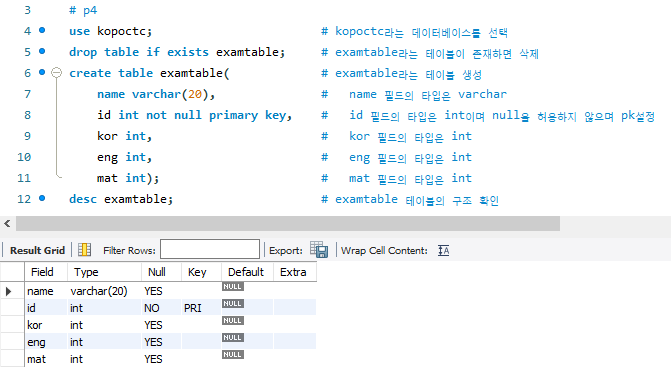 3 # p4
4 use kopoctc; # kopoctc라는 데이터베이스를 선택
5 drop table if exists examtable; # examtable라는 테이블이 존재하면 삭제
6 create table examtable( # examtable라는 테이블 생성
7 name varchar(20), # name 필드의 타입은 varchar
8 id int not null primary key, # id 필드의 타입은 int이며 null을 허용하지 않으며 pk설정
9 kor int, # kor 필드의 타입은 int
10 eng int, # eng 필드의 타입은 int
11 mat int); # mat 필드의 타입은 int
12 desc examtable; # examtable 테이블의 구조 확인
Result Grid Filter Rows: Export: Wrap Cell Content: IA
Field Type Null Key Default Extra
name varchar(20) YES NULL
id int NO PRI NULL
kor int YES NULL
eng int YES NULL
mat int YES NULL